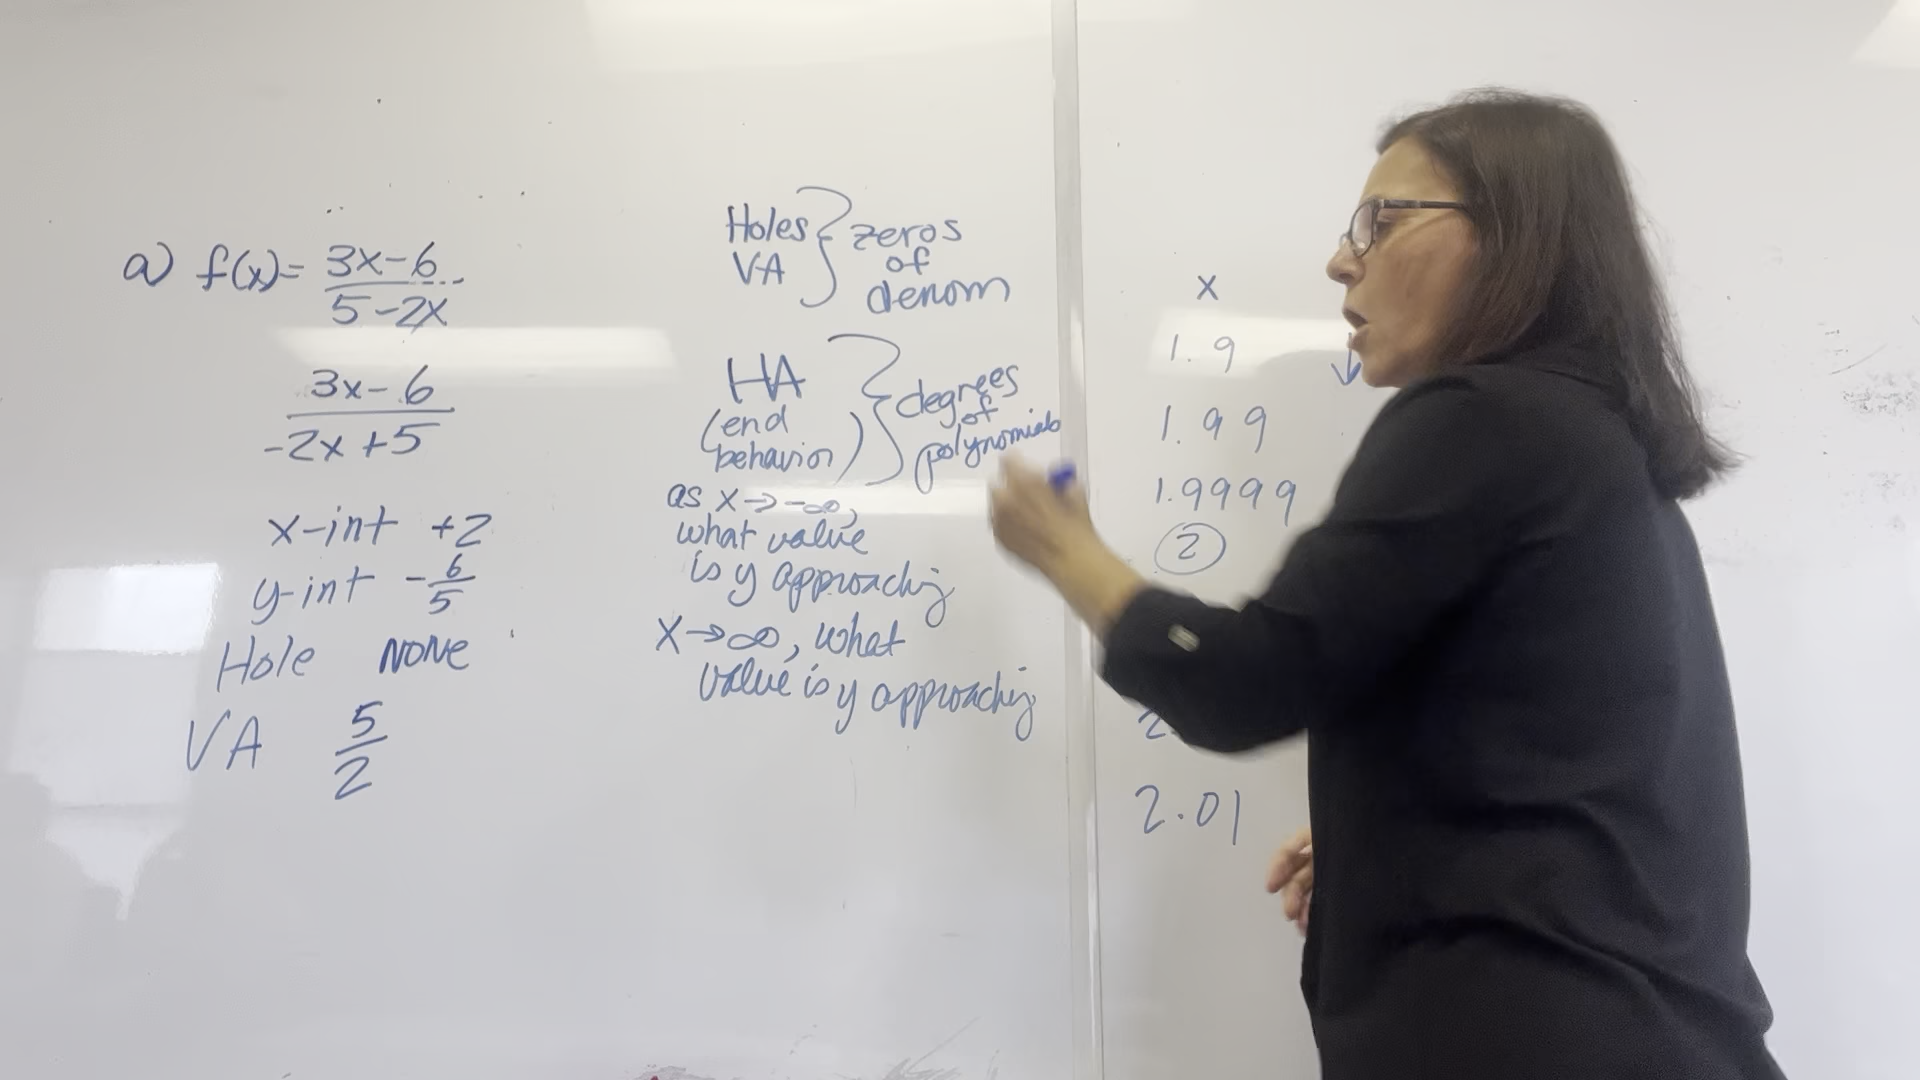 a) f(x)= 3x-6
5-2x
3x-6
-2x+5
x-int +2
y-int -6/5
Hole NONE
VA 5/2
Holes
VA
zeros
of
denom
HA
(end
behavior)
degrees
of
polynomials
as x→-∞,
what value
is y approaching
x→∞, what
value is y approaching
x
1.9
↓
1.99
1.9999
2
2.01